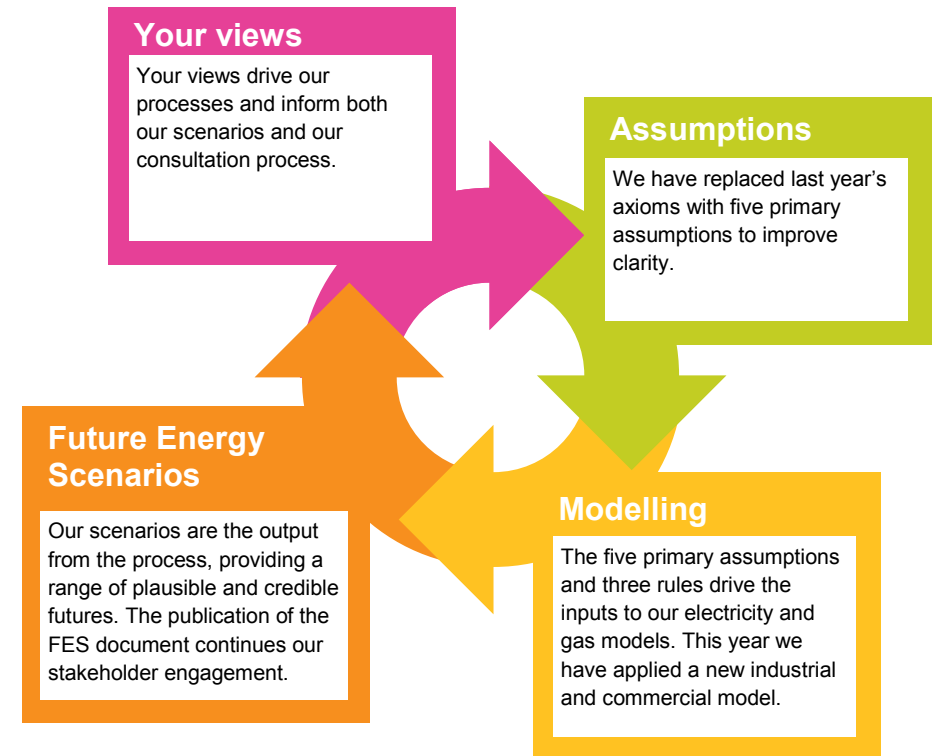 Your views
Your views drive our
processes and inform both
our scenarios and our
consultation process.
Assumptions
We have replaced last year's
axioms with five primary
assumptions to improve
clarity.
Modelling
The five primary assumptions
and three rules drive the
inputs to our electricity and
gas models. This year we
have applied a new industrial
and commercial model.
Future Energy
Scenarios
Our scenarios are the output
from the process, providing a
range of plausible and credible
futures. The publication of the
FES document continues our
stakeholder engagement.